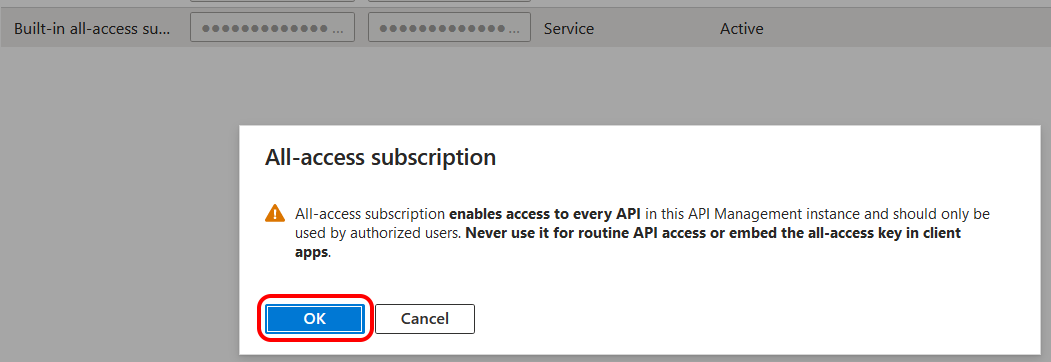 Built-in all-access su... ●●●●●●●●●●●●● ... ●●●●●●●●●●●●● ... Service Active
All-access subscription
All-access subscription enables access to every API in this API Management instance and should only be
used by authorized users. Never use it for routine API access or embed the all-access key in client
apps.
OK Cancel